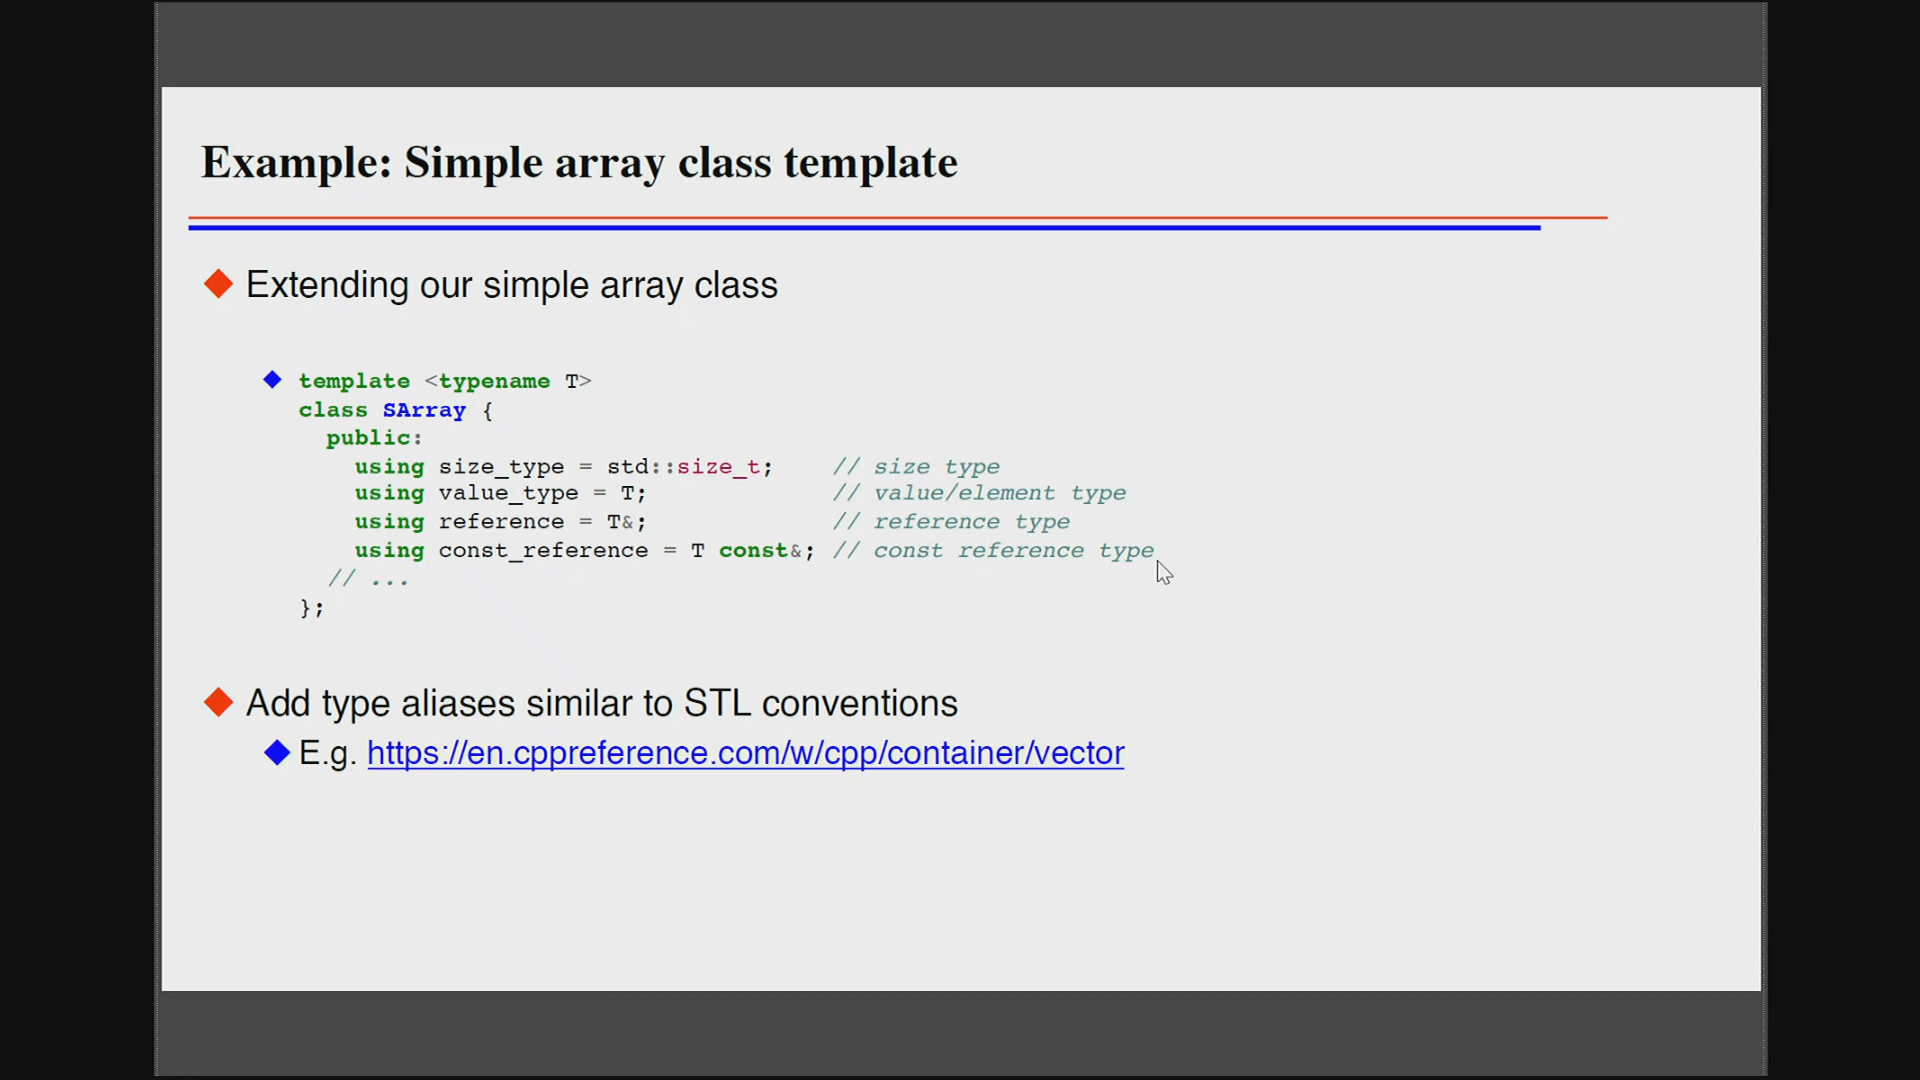 Example: Simple array class template
Extending our simple array class
template <typename T>
class SArray {
public:
using size_type = std::size_t; // size type
using value_type = T; // value/element type
using reference = T&; // reference type
using const_reference = T const&; // const reference type
// ...
};
Add type aliases similar to STL conventions
E.g. https://en.cppreference.com/w/cpp/container/vector